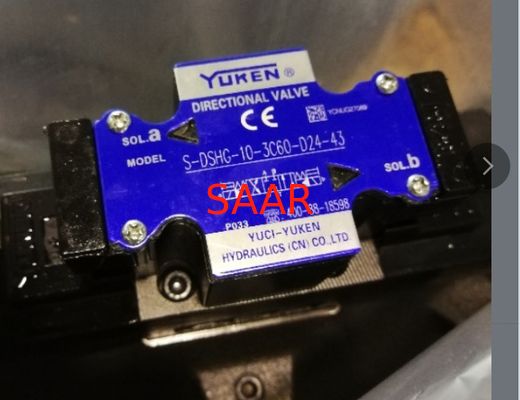 YUKEN ®
DIRECTIONAL VALVE
CE
SOL.a
MODEL S-DSHG-10-3C60-D24-43
SOL.b
SAAR
P033
YUCI-YUKEN
HYDRAULICS (CN) CO.,LTD